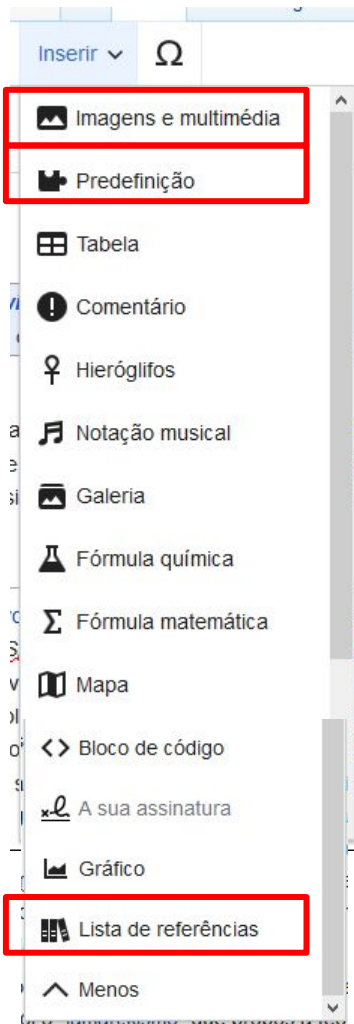 Inserir Ω
Imagens e multimédia
Predefinição
Tabela
Comentário
Hieróglifos
Notação musical
Galeria
Fórmula química
Fórmula matemática
Mapa
Bloco de código
A sua assinatura
Gráfico
Lista de referências
Menos